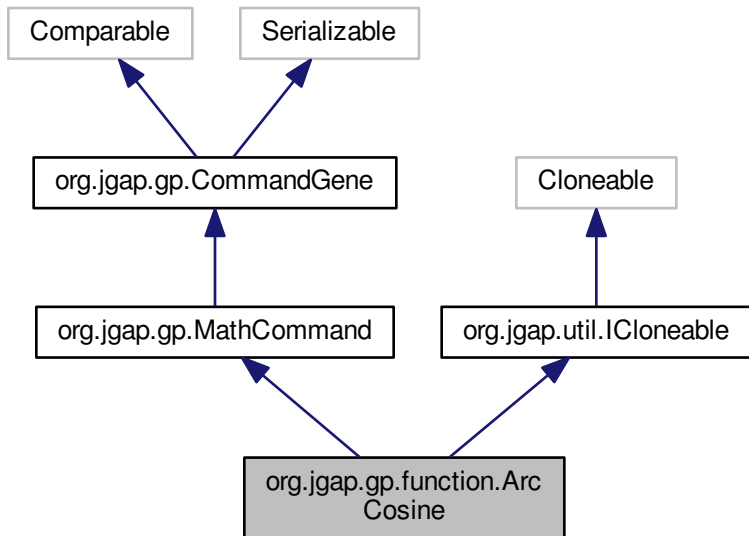 Comparable
Serializable
org.jgap.gp.CommandGene
Cloneable
org.jgap.gp.MathCommand
org.jgap.util.ICloneable
org.jgap.gp.function.Arc
Cosine